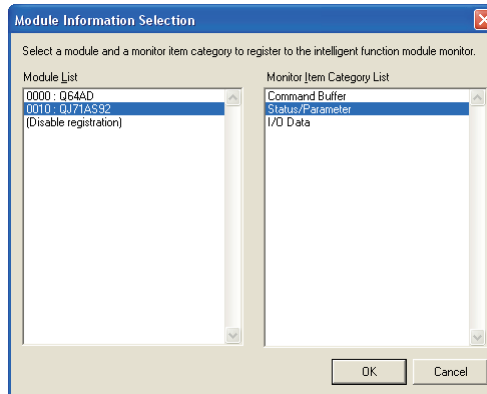 Module Information Selection
Select a module and a monitor item category to register to the intelligent function module monitor.
Module List
Monitor Item Category List
0000 : Q64AD
0010 : QJ71AS92
(Disable registration)
Command Buffer
Status/Parameter
I/O Data
OK
Cancel